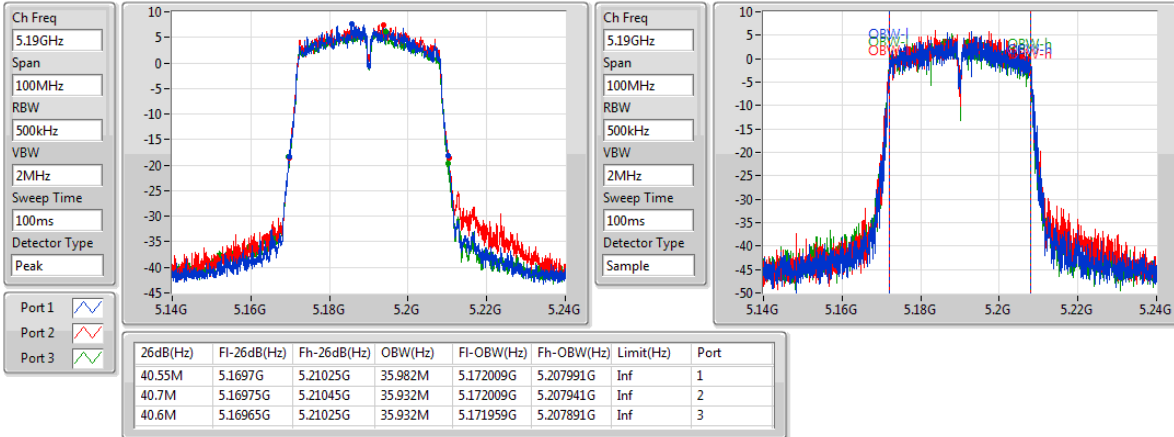 Ch Freq
5.19GHz
Span
100MHz
RBW
500kHz
VBW
2MHz
Sweep Time
100ms
Detector Type
Peak
Port 1
Port 2
Port 3
10
5
0
-5
-10
-15
-20
-25
-30
-35
-40
-45
5.14G 5.16G 5.18G 5.2G 5.22G 5.24G
Ch Freq
5.19GHz
Span
100MHz
RBW
500kHz
VBW
2MHz
Sweep Time
100ms
Detector Type
Sample
10
5
0
-5
-10
-15
-20
-25
-30
-35
-40
-45
-50
5.14G 5.16G 5.18G 5.2G 5.22G 5.24G
OBW-l
26dB(Hz) Fl-26dB(Hz) Fh-26dB(Hz) OBW(Hz) Fl-OBW(Hz) Fh-OBW(Hz) Limit(Hz) Port
40.55M 5.1697G 5.21025G 35.982M 5.172009G 5.207991G Inf 1
40.7M 5.16975G 5.21045G 35.932M 5.172009G 5.207941G Inf 2
40.6M 5.16965G 5.21025G 35.932M 5.171959G 5.207891G Inf 3